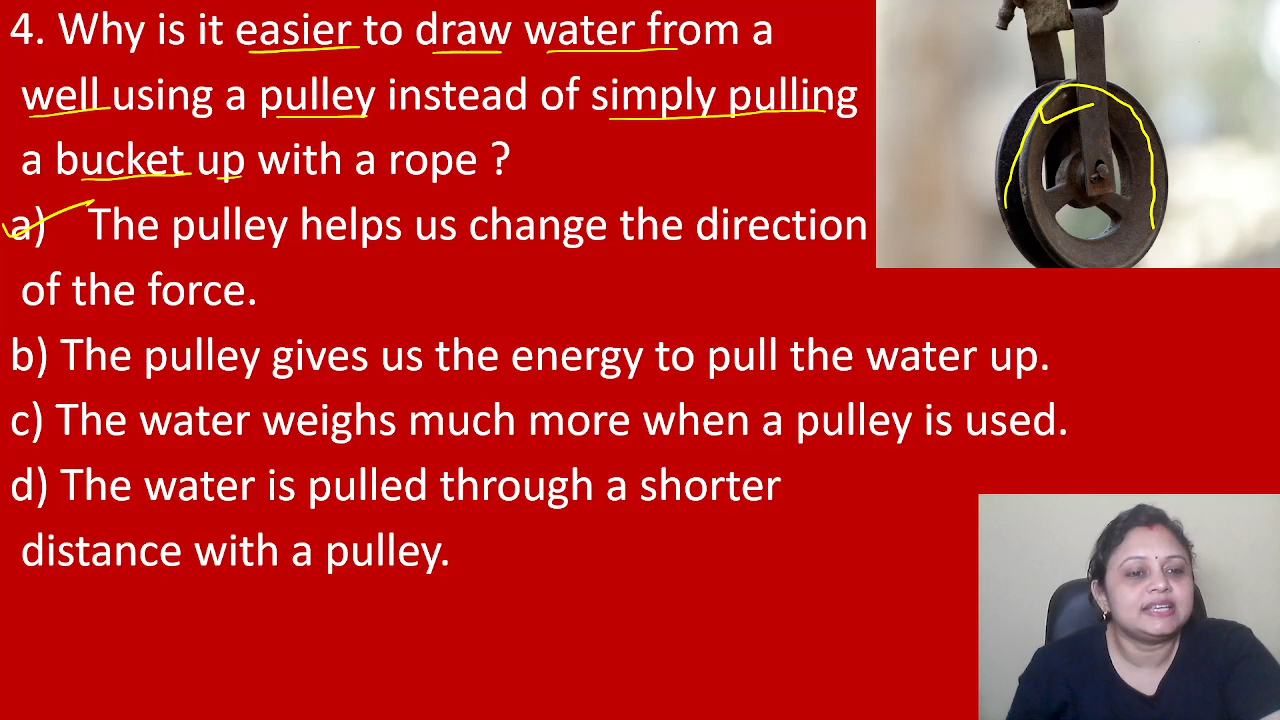 4. Why is it easier to draw water from a
well using a pulley instead of simply pulling
a bucket up with a rope ?
a) The pulley helps us change the direction
of the force.
b) The pulley gives us the energy to pull the water up.
c) The water weighs much more when a pulley is used.
d) The water is pulled through a shorter
distance with a pulley.